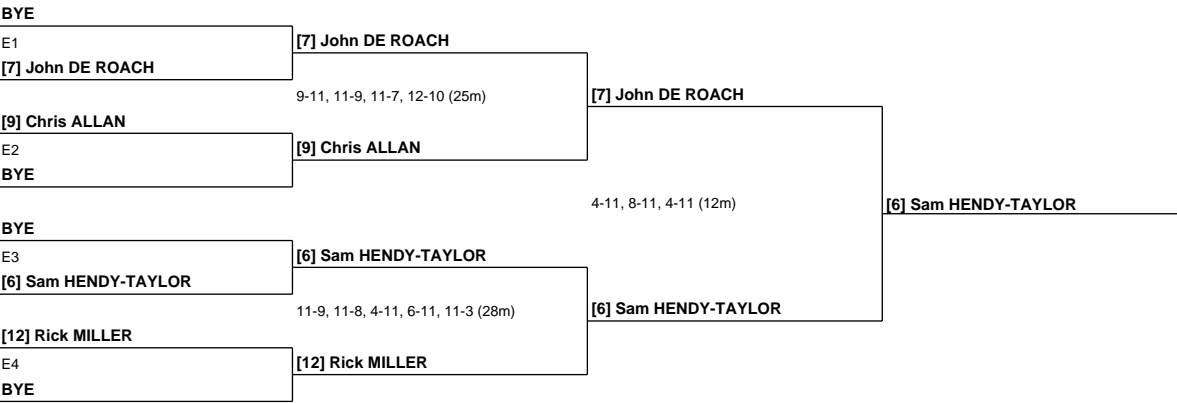 BYE
E1
[7] John DE ROACH
[7] John DE ROACH
9-11, 11-9, 11-7, 12-10 (25m)
[7] John DE ROACH
[9] Chris ALLAN
E2
BYE
[9] Chris ALLAN
4-11, 8-11, 4-11 (12m)
[6] Sam HENDY-TAYLOR
BYE
E3
[6] Sam HENDY-TAYLOR
[6] Sam HENDY-TAYLOR
11-9, 11-8, 4-11, 6-11, 11-3 (28m)
[6] Sam HENDY-TAYLOR
[12] Rick MILLER
E4
BYE
[12] Rick MILLER